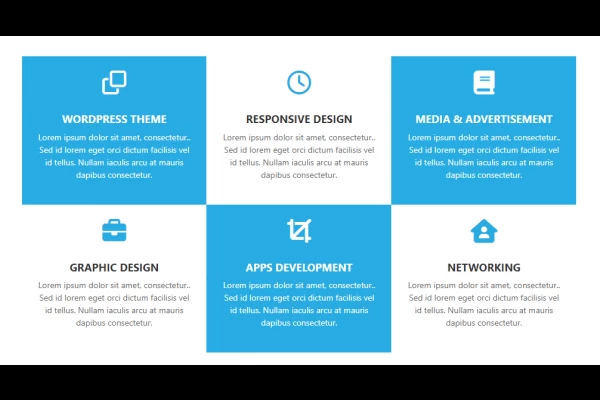 WORDPRESS THEME
Lorem ipsum dolor sit amet, consectetur..
Sed id lorem eget orci dictum facilisis vel
id tellus. Nullam iaculis arcu at mauris
dapibus consectetur.
RESPONSIVE DESIGN
Lorem ipsum dolor sit amet, consectetur..
Sed id lorem eget orci dictum facilisis vel
id tellus. Nullam iaculis arcu at mauris
dapibus consectetur.
MEDIA & ADVERTISEMENT
Lorem ipsum dolor sit amet, consectetur..
Sed id lorem eget orci dictum facilisis vel
id tellus. Nullam iaculis arcu at mauris
dapibus consectetur.
GRAPHIC DESIGN
Lorem ipsum dolor sit amet, consectetur..
Sed id lorem eget orci dictum facilisis vel
id tellus. Nullam iaculis arcu at mauris
dapibus consectetur.
APPS DEVELOPMENT
Lorem ipsum dolor sit amet, consectetur..
Sed id lorem eget orci dictum facilisis vel
id tellus. Nullam iaculis arcu at mauris
dapibus consectetur.
NETWORKING
Lorem ipsum dolor sit amet, consectetur..
Sed id lorem eget orci dictum facilisis vel
id tellus. Nullam iaculis arcu at mauris
dapibus consectetur.